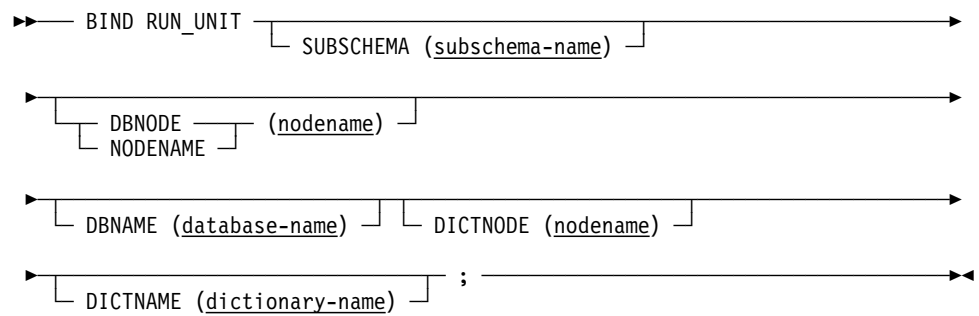 BIND RUN_UNIT
SUBSCHEMA (subschema-name)
DBNODE (nodename)
NODENAME
DBNAME (database-name) DICTNODE (nodename)
;
DICTNAME (dictionary-name)